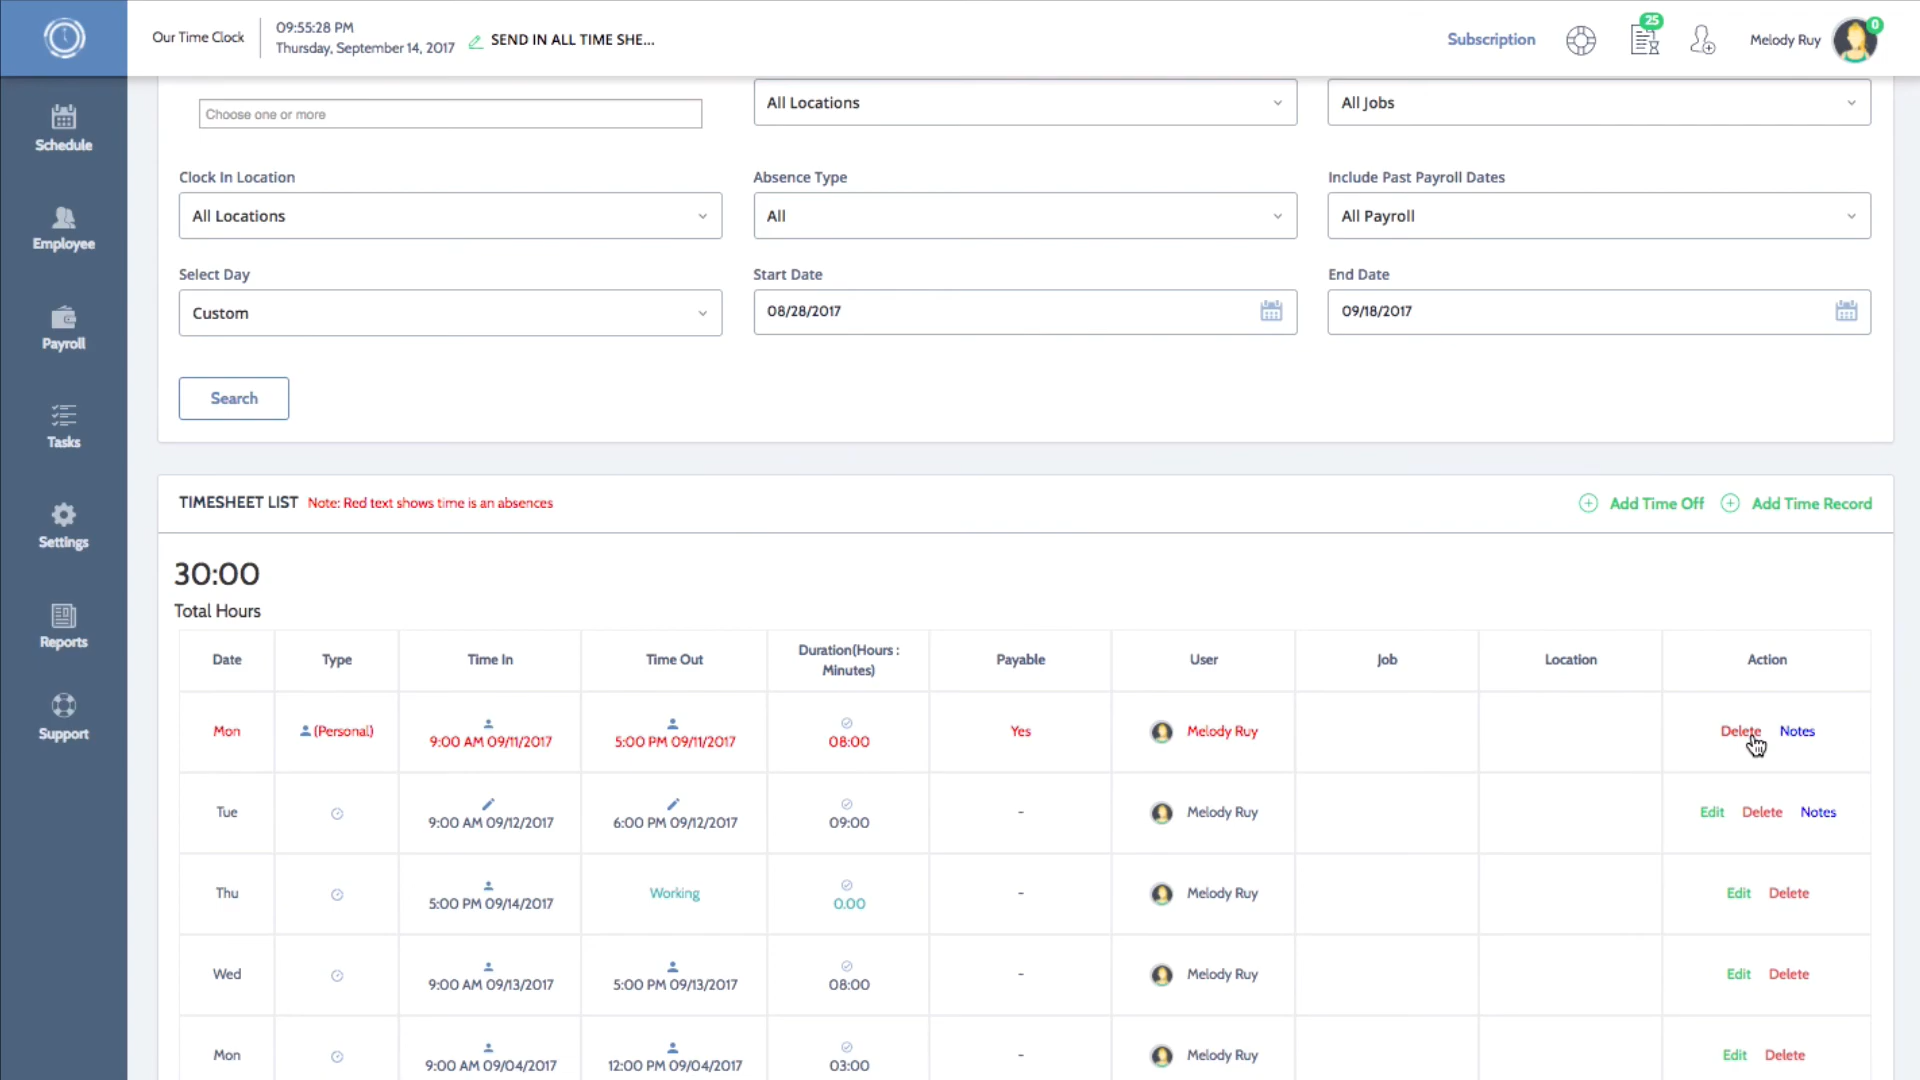 Our Time Clock
09:55:28 PM
Thursday, September 14, 2017
SEND IN ALL TIME SHE...
Subscription
25
Melody Ruy
0
Schedule
Employee
Payroll
Tasks
Settings
Reports
Support
Choose one or more
All Locations
All Jobs
Clock In Location
Absence Type
Include Past Payroll Dates
All Locations
All
All Payroll
Select Day
Start Date
End Date
Custom
08/28/2017
09/18/2017
Search
TIMESHEET LIST Note: Red text shows time is an absences
Add Time Off
Add Time Record
30:00
Total Hours
Date Type Time In Time Out Duration(Hours : Minutes) Payable User Job Location Action
Mon (Personal) 9:00 AM 09/11/2017 5:00 PM 09/11/2017 08:00 Yes Melody Ruy Delete Notes
Tue 9:00 AM 09/12/2017 6:00 PM 09/12/2017 09:00 - Melody Ruy Edit Delete Notes
Thu 5:00 PM 09/14/2017 Working 0.00 - Melody Ruy Edit Delete
Wed 9:00 AM 09/13/2017 5:00 PM 09/13/2017 08:00 - Melody Ruy Edit Delete
Mon 9:00 AM 09/04/2017 12:00 PM 09/04/2017 03:00 - Melody Ruy Edit Delete